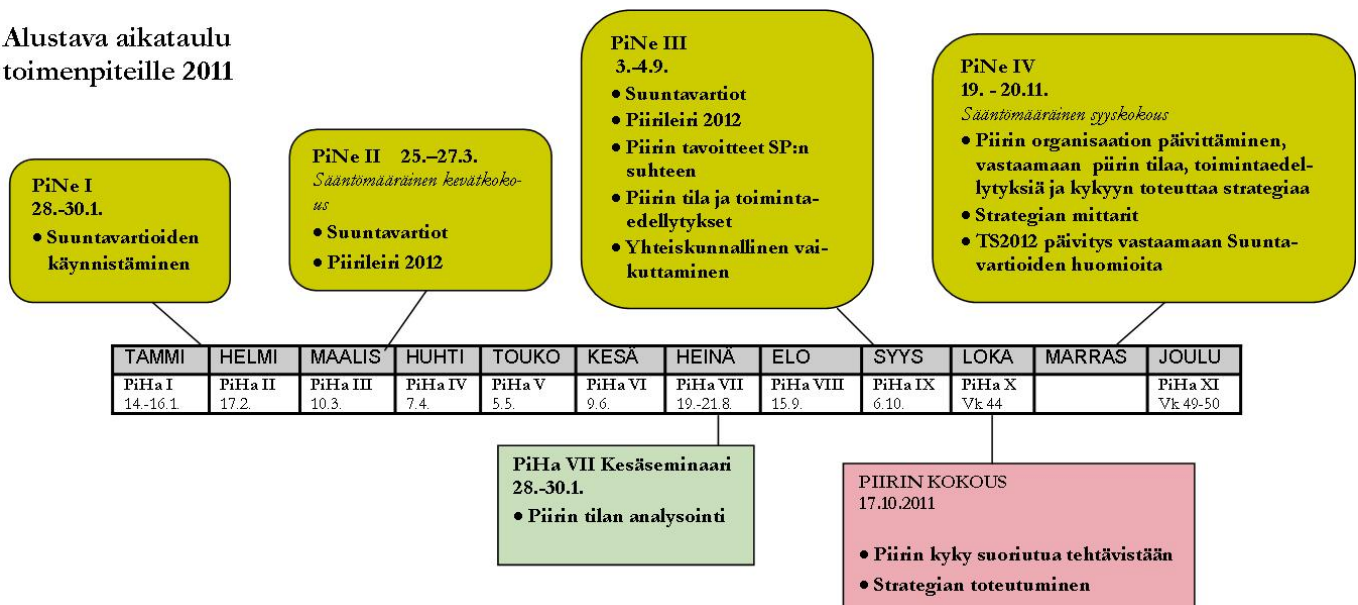 Alustava aikataulu
toimenpiteille 2011
PiNe I
28.-30.1.
• Suuntavartioiden
käynnistäminen
PiNe II 25.–27.3.
Sääntömääräinen kevätkoko-
us
• Suuntavartiot
• Piirileiri 2012
PiNe III
3.-4.9.
• Suuntavartiot
• Piirileiri 2012
• Piirin tavoitteet SP:n
suhteen
• Piirin tila ja toiminta-
edellytykset
• Yhteiskunnallinen vai-
kuttaminen
PiNe IV
19. - 20.11.
Sääntömääräinen syyskokous
• Piirin organisaation päivittäminen,
vastaamaan piirin tilaa, toimintaedel-
lytyksiä ja kykyyn toteuttaa strategiaa
• Strategian mittarit
• TS2012 päivitys vastaamaan Suunta-
vartioiden huomioita
TAMMI HELMI MAALIS HUHTI TOUKO KESÄ HEINÄ ELO SYYS LOKA MARRAS JOULU
PiHa I PiHa II PiHa III PiHa IV PiHa V PiHa VI PiHa VII PiHa VIII PiHa IX PiHa X PiHa XI
14.-16.1. 17.2. 10.3. 7.4. 5.5. 9.6. 19.-21.8. 15.9. 6.10. Vk 44 Vk 49-50
PiHa VII Kesäseminaari
28.-30.1.
• Piirin tilan analysointi
PIIRIN KOKOUS
17.10.2011
• Piirin kyky suoriutua tehtävistään
• Strategian toteutuminen